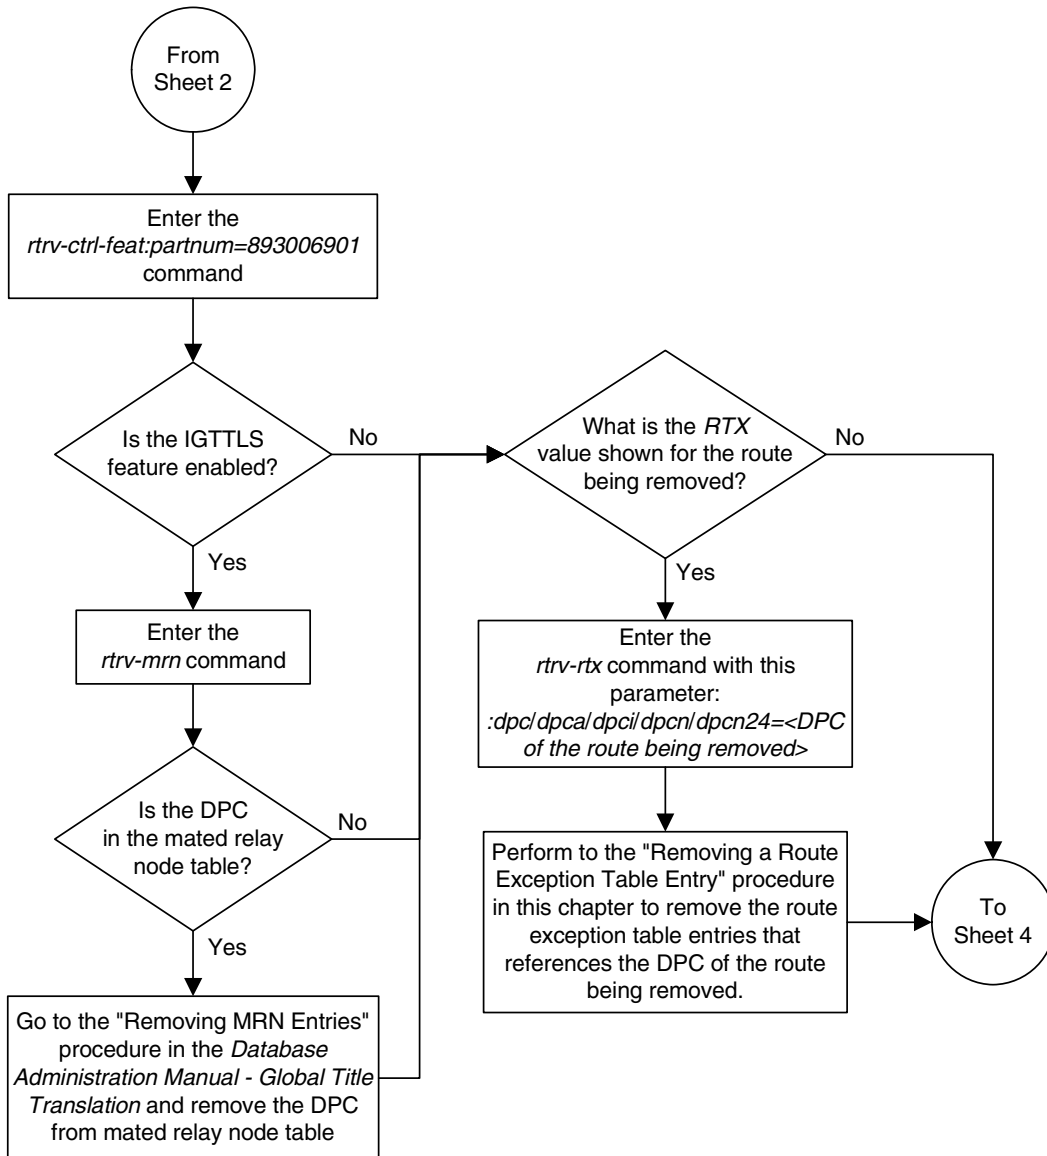 From
Sheet 2
Enter the
rtrv-ctrl-feat:partnum=893006901
command
Is the IGTTLS
feature enabled?
No
Yes
Enter the
rtrv-mrn command
Is the DPC
in the mated relay
node table?
No
Yes
Go to the "Removing MRN Entries"
procedure in the Database
Administration Manual - Global Title
Translation and remove the DPC
from mated relay node table
What is the RTX
value shown for the route
being removed?
No
Yes
Enter the
rtrv-rtx command with this
parameter:
:dpc/dpca/dpci/dpcn/dpcn24=<DPC
of the route being removed>
Perform to the "Removing a Route
Exception Table Entry" procedure
in this chapter to remove the route
exception table entries that
references the DPC of the route
being removed.
To
Sheet 4